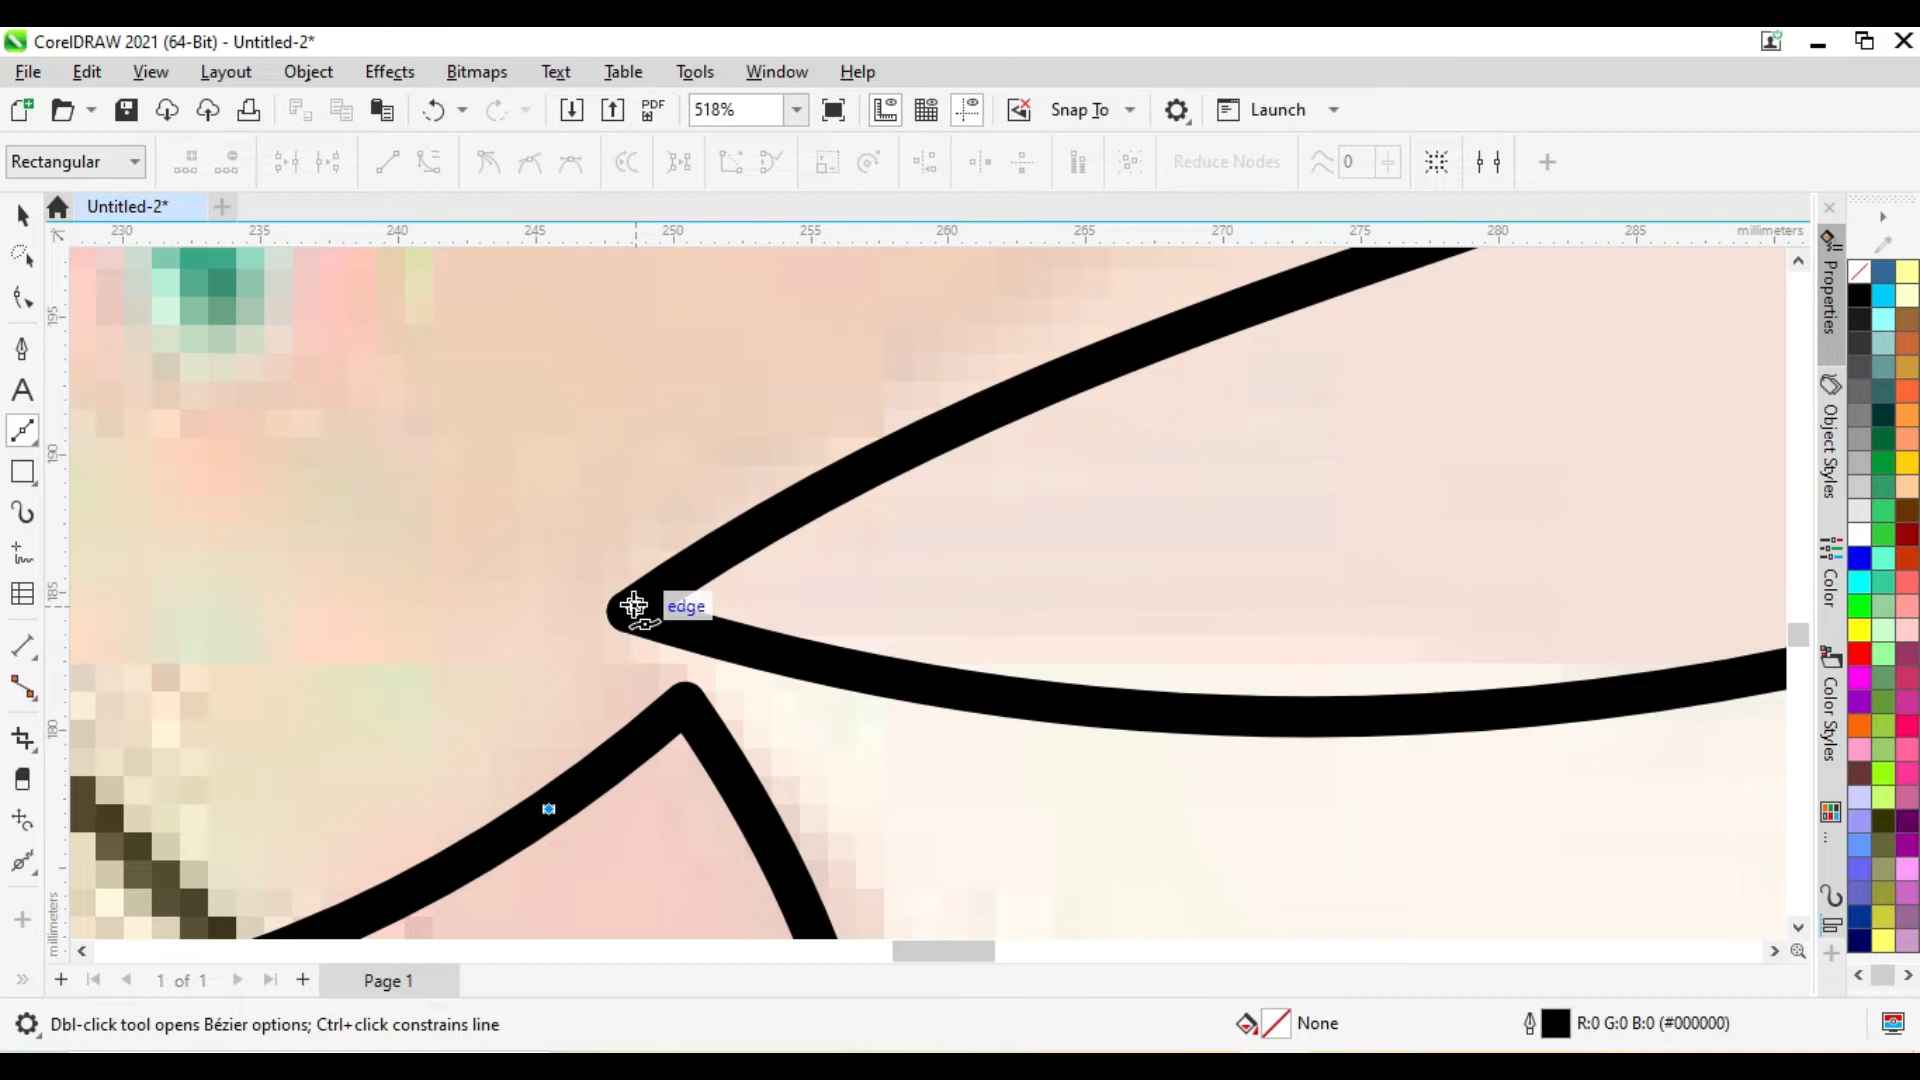 CorelDRAW 2021 (64-Bit) - Untitled-2*
File Edit View Layout Object Effects Bitmaps Text Table Tools Window Help
PDF 518% Snap To Launch
Rectangular Reduce Nodes 0
Untitled-2*
230 235 240 245 250 255 260 265 270 275 280 285 millimeters
195
190
185
180
millimeters
edge
Properties
Object Styles
Color
Color Styles
1 of 1 Page 1
Dbl-click tool opens Bézier options; Ctrl+click constrains line None R:0 G:0 B:0 (#000000)